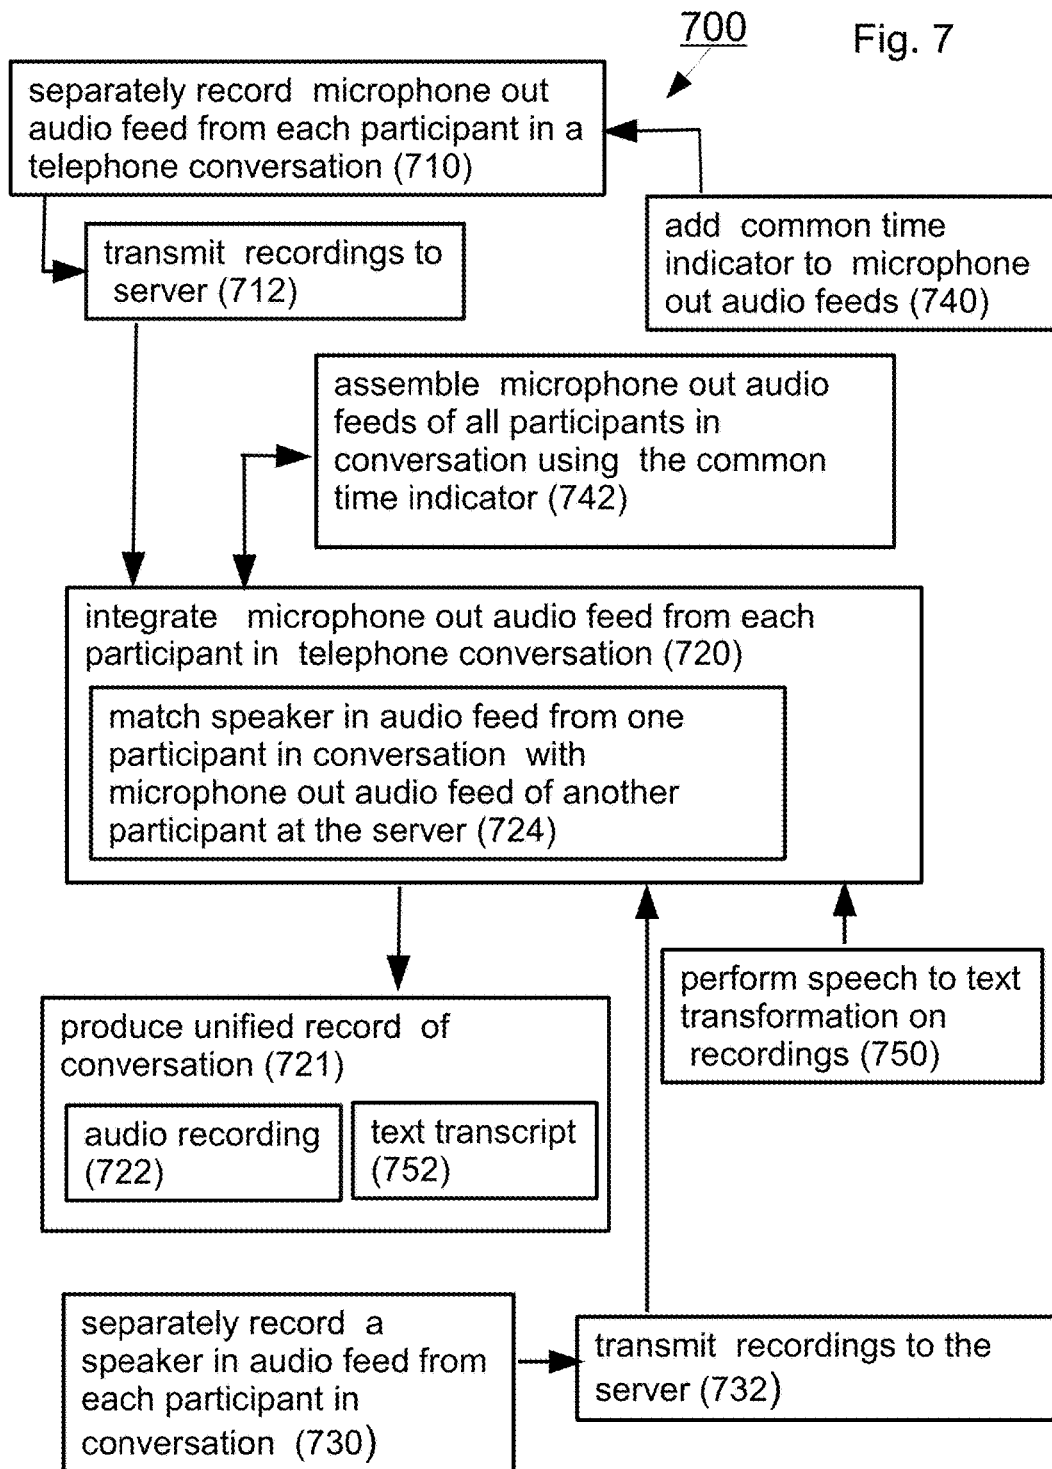 700
Fig. 7
separately record microphone out
audio feed from each participant in a
telephone conversation (710)
transmit recordings to
server (712)
add common time
indicator to microphone
out audio feeds (740)
assemble microphone out audio
feeds of all participants in
conversation using the common
time indicator (742)
integrate microphone out audio feed from each
participant in telephone conversation (720)
match speaker in audio feed from one
participant in conversation with
microphone out audio feed of another
participant at the server (724)
perform speech to text
transformation on
recordings (750)
produce unified record of
conversation (721)
audio recording
(722)
text transcript
(752)
separately record a
speaker in audio feed from
each participant in
conversation (730)
transmit recordings to the
server (732)